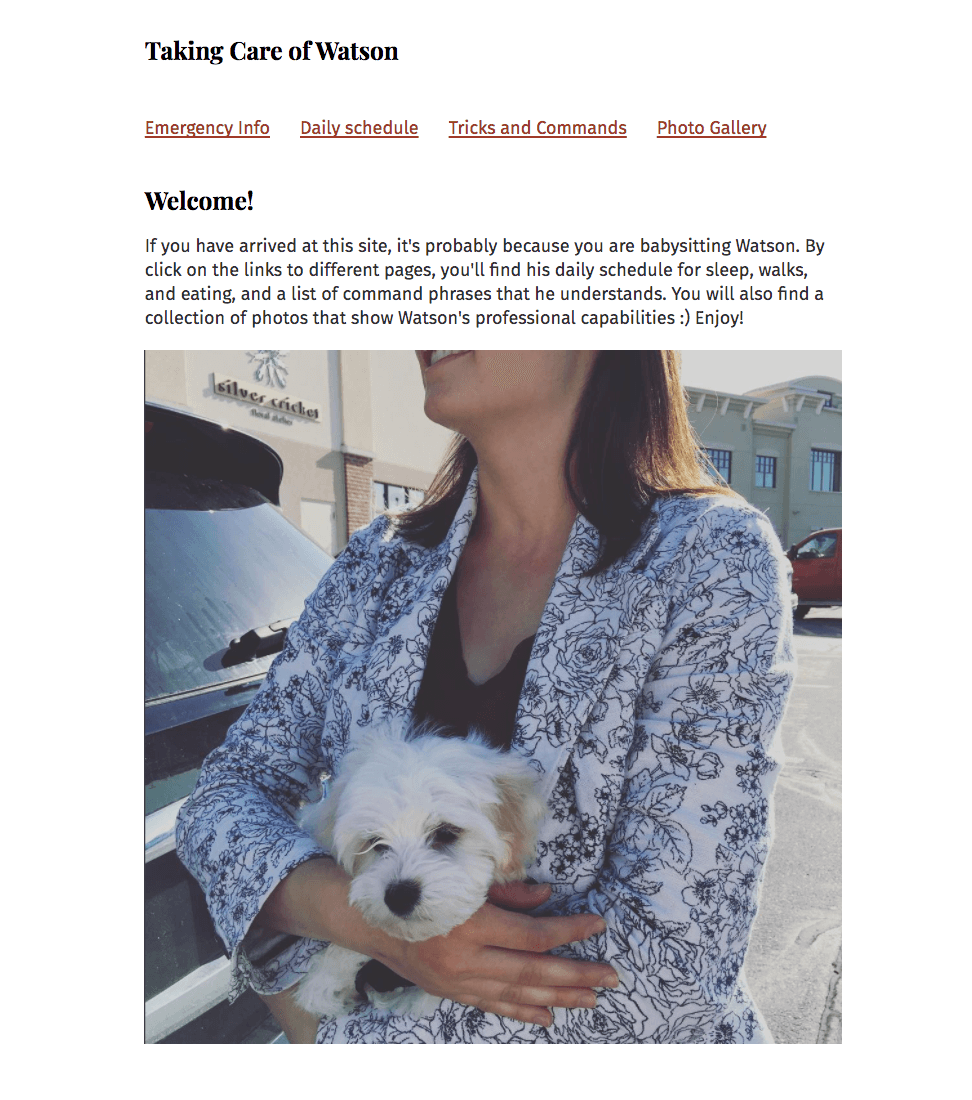 Taking Care of Watson
Emergency Info Daily schedule Tricks and Commands Photo Gallery
Welcome!
If you have arrived at this site, it's probably because you are babysitting Watson. By
click on the links to different pages, you'll find his daily schedule for sleep, walks,
and eating, and a list of command phrases that he understands. You will also find a
collection of photos that show Watson's professional capabilities :) Enjoy!
silver cricket